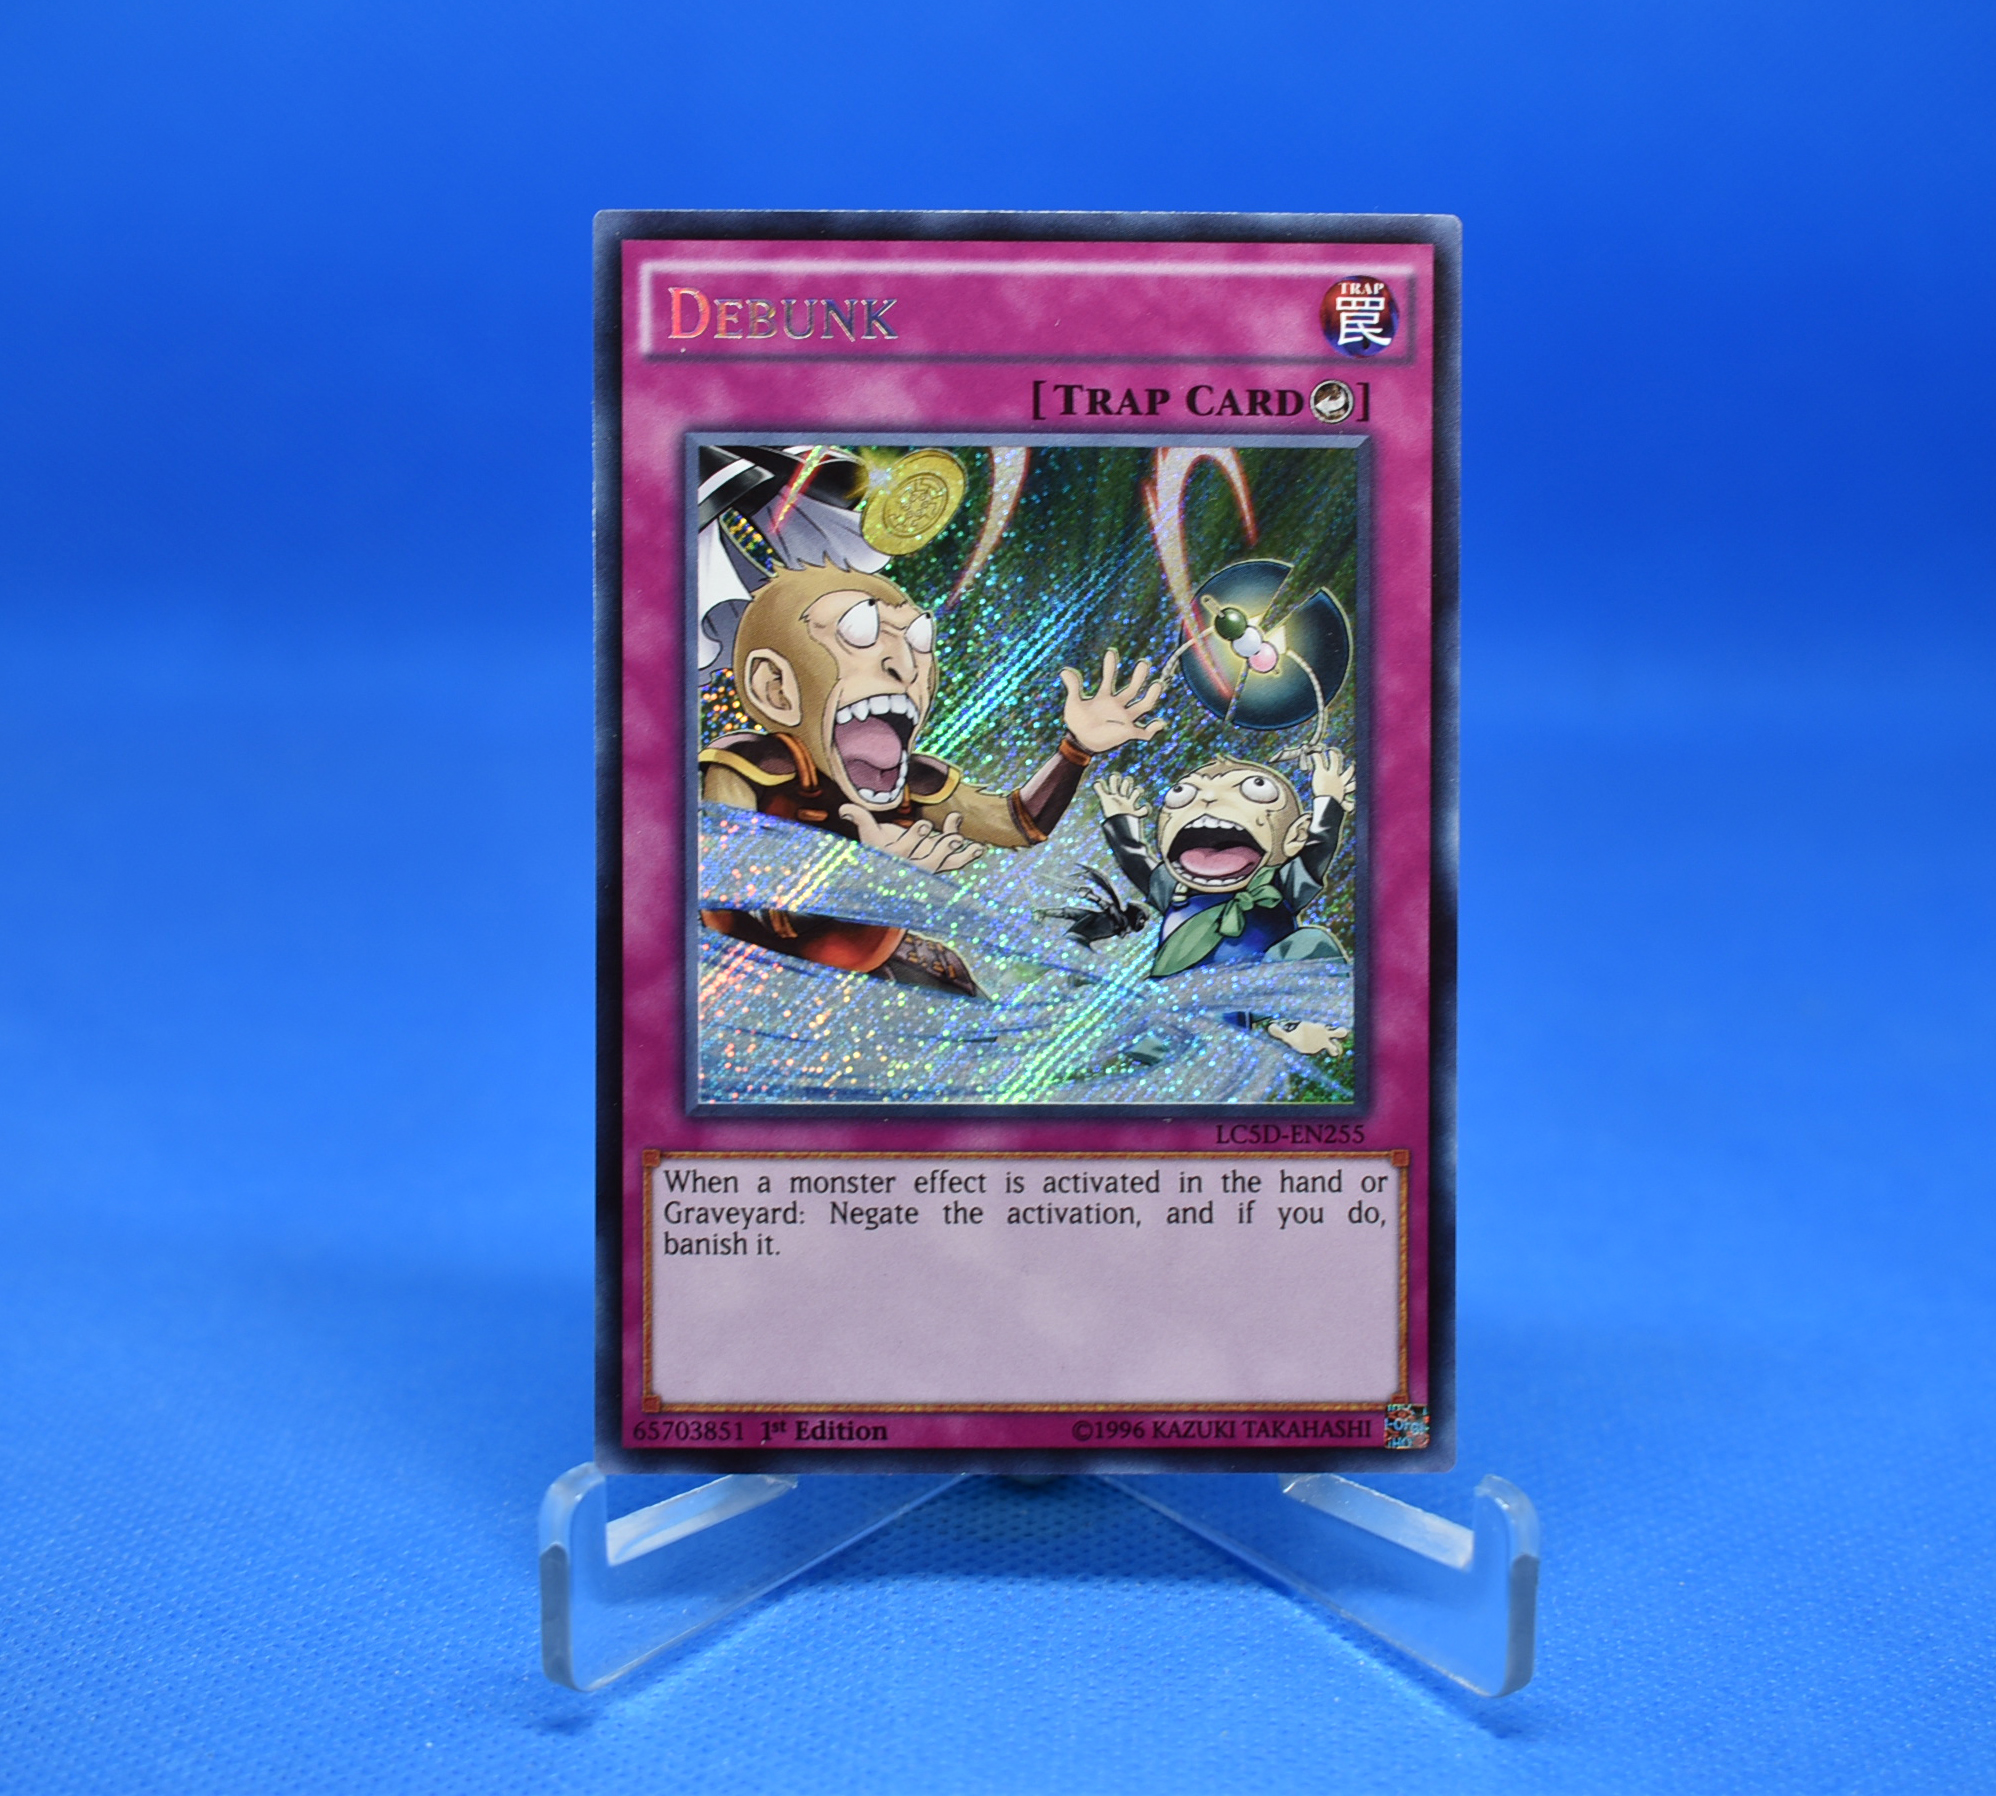 DEBUNK
TRAP
罠
[TRAP CARD]
LC5D-EN255
When a monster effect is activated in the hand or
Graveyard: Negate the activation, and if you do,
banish it.
65703851 1st Edition
©1996 KAZUKI TAKAHASHI